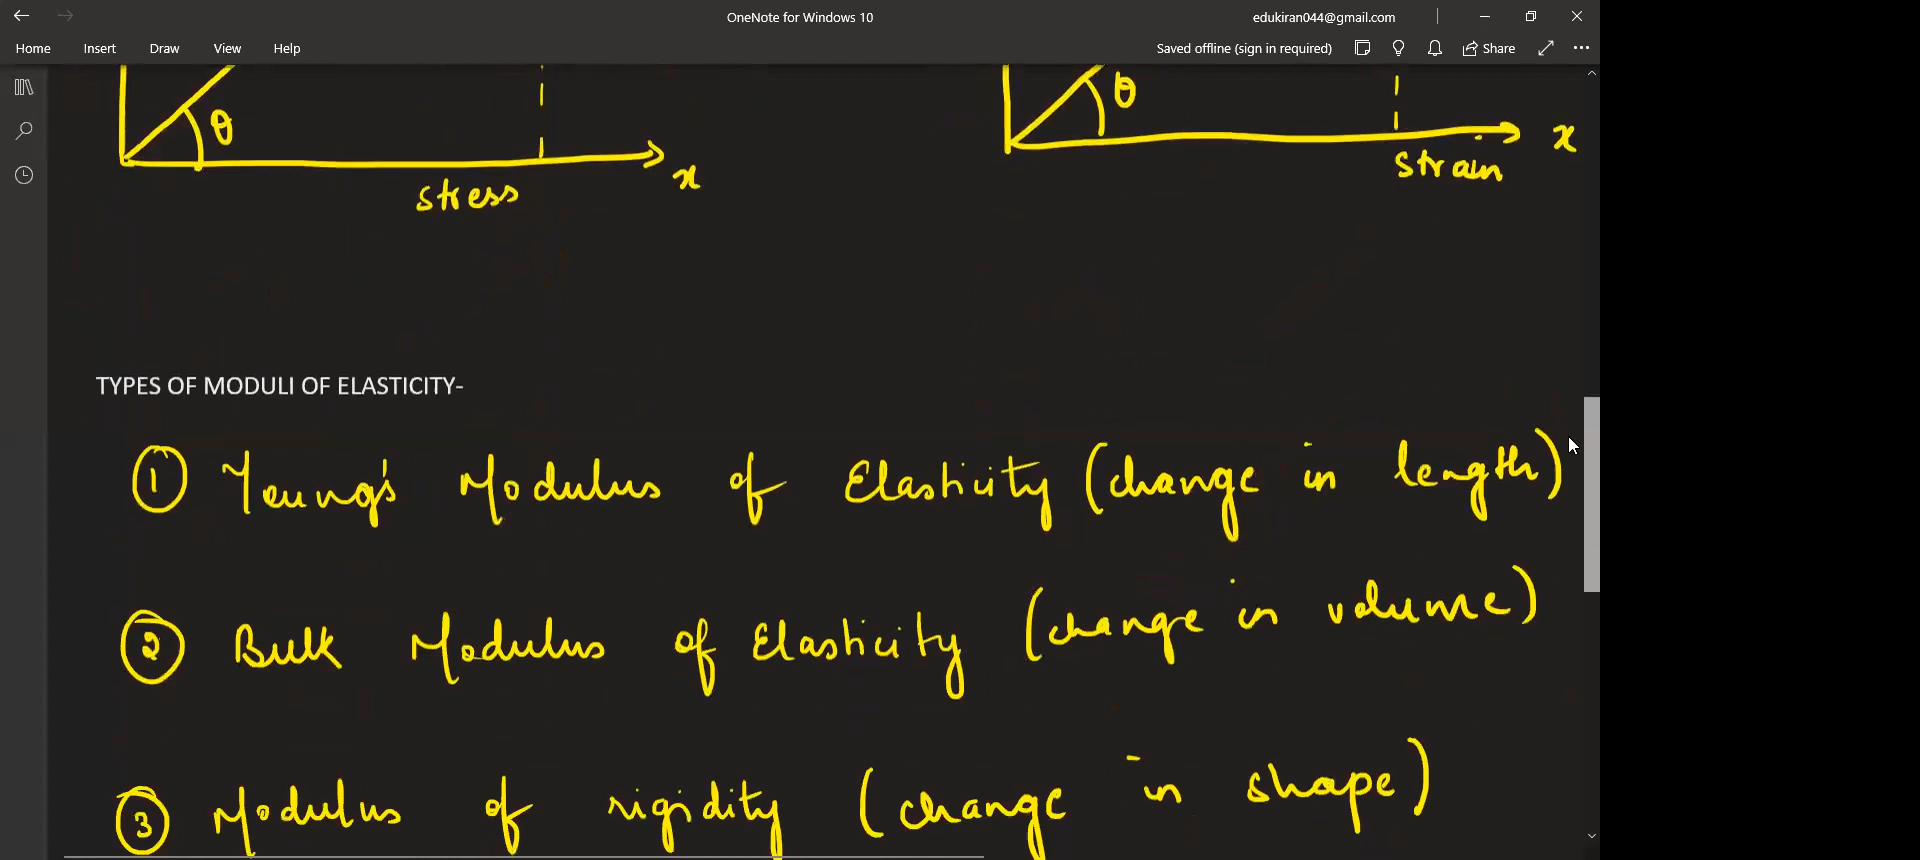 OneNote for Windows 10
edukiran044@gmail.com
Home Insert Draw View Help
Saved offline (sign in required) Share
θ
θ
x
x
stress
strain
TYPES OF MODULI OF ELASTICITY-
① Young's Modulus of Elasticity (change in length)
② Bulk Modulus of Elasticity (change in volume)
③ Modulus of rigidity (change in shape)